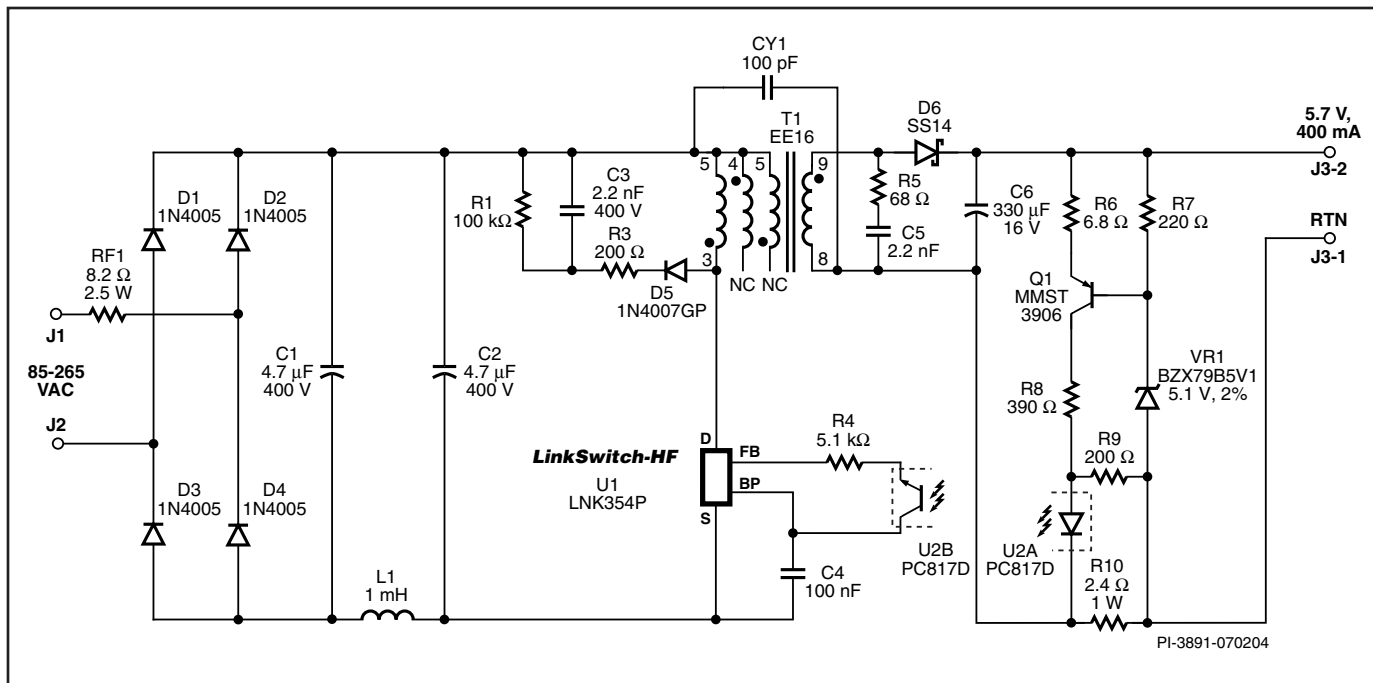 CY1
100 pF
T1
EE16
D6
SS14
5.7 V,
400 mA
J3-2
5
4
5
9
D1
1N4005
D2
1N4005
R1
100 kΩ
C3
2.2 nF
400 V
R5
68 Ω
C6
330 µF
16 V
R6
6.8 Ω
R7
220 Ω
RTN
J3-1
R3
200 Ω
C5
2.2 nF
3
8
NC NC
D5
1N4007GP
RF1
8.2 Ω
2.5 W
Q1
MMST
3906
J1
85-265
VAC
J2
C1
4.7 µF
400 V
C2
4.7 µF
400 V
VR1
BZX79B5V1
5.1 V, 2%
R8
390 Ω
LinkSwitch-HF
U1
LNK354P
D
FB
BP
S
R4
5.1 kΩ
R9
200 Ω
D3
1N4005
D4
1N4005
U2B
PC817D
U2A
PC817D
R10
2.4 Ω
1 W
L1
1 mH
C4
100 nF
PI-3891-070204